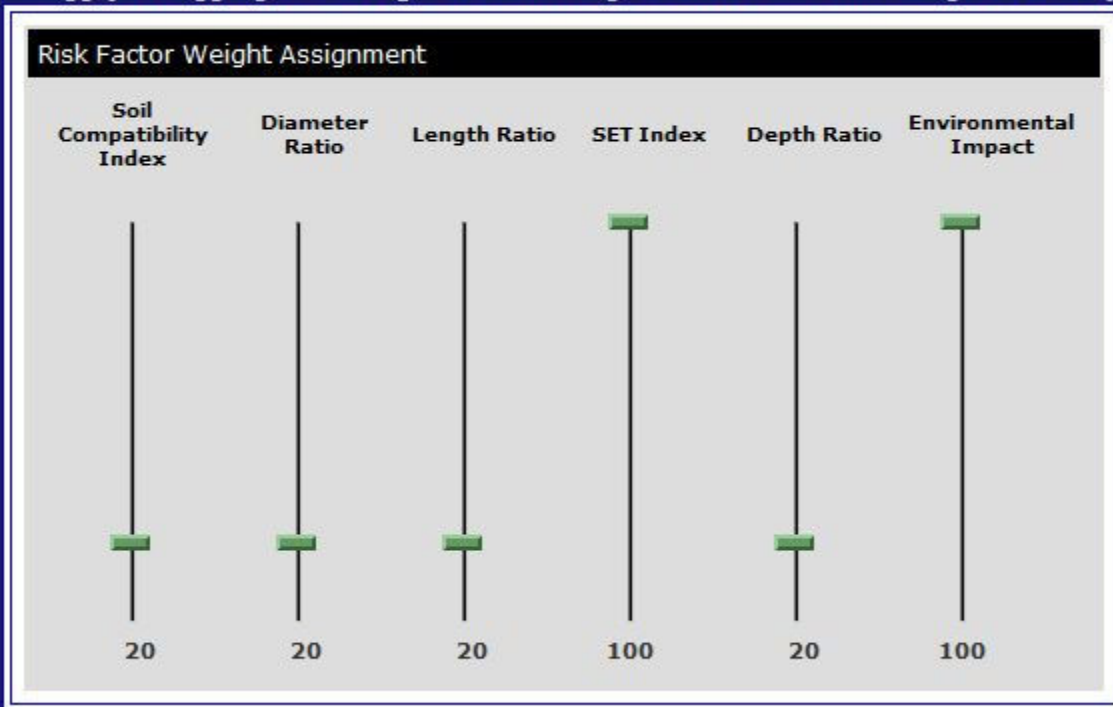 Risk Factor Weight Assignment
Soil
Compatibility
Index
Diameter
Ratio
Length Ratio
SET Index
Depth Ratio
Environmental
Impact
20
20
20
100
20
100